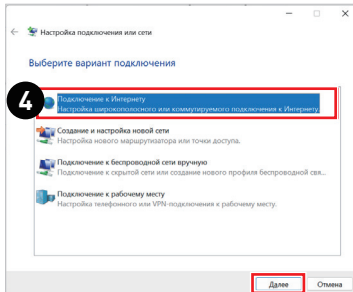 Настройка подключения или сети
Выберите вариант подключения
4
Подключение к Интернету
Настройка широкополосного или коммутируемого подключения к Интернету.
Создание и настройка новой сети
Настройка нового маршрутизатора или точки доступа.
Подключение к беспроводной сети вручную
Подключение к скрытой сети или создание нового профиля беспроводной свя...
Подключение к рабочему месту
Настройка телефонного или VPN-подключения к рабочему месту.
Далее
Отмена